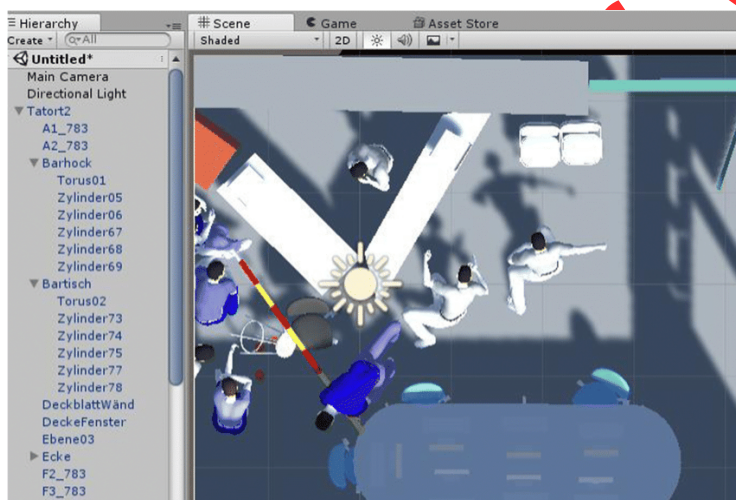 Hierarchy
Create
All
Untitled*
Main Camera
Directional Light
Tatort2
A1_783
A2_783
Barhock
Torus01
Zylinder05
Zylinder06
Zylinder67
Zylinder68
Zylinder69
Bartisch
Torus02
Zylinder73
Zylinder74
Zylinder75
Zylinder77
Zylinder78
DeckblattWänd
DeckeFenster
Ebene03
Ecke
F2_783
F3_783
Scene Game Asset Store
Shaded 2D